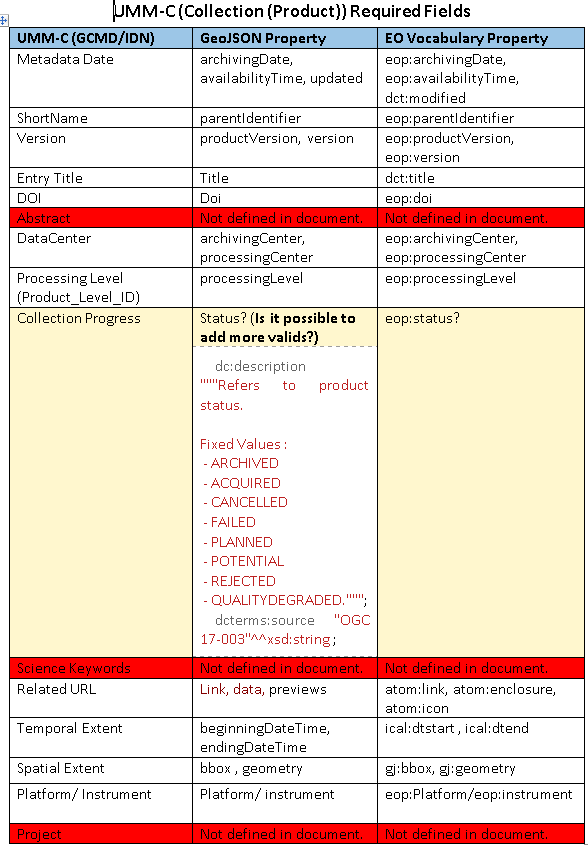 UMM-C (Collection (Product)) Required Fields
UMM-C (GCMD/IDN) GeoJSON Property EO Vocabulary Property
Metadata Date archivingDate, eop:archivingDate,
availabilityTime, updated eop:availabilityTime,
dct:modified
ShortName parentIdentifier eop:parentIdentifier
Version productVersion, version eop:productVersion,
eop:version
Entry Title Title dct:title
DOI Doi eop:doi
Abstract Not defined in document. Not defined in document.
DataCenter archivingCenter, eop:archivingCenter,
processingCenter eop:processingCenter
Processing Level processingLevel eop:processingLevel
(Product_Level_ID)
Collection Progress Status? (Is it possible to eop:status?
add more valids?)
dc:description
"""Refers to product
status.
Fixed Values :
- ARCHIVED
- ACQUIRED
- CANCELLED
- FAILED
- PLANNED
- POTENTIAL
- REJECTED
- QUALITYDEGRADED.""";
dcterms:source "OGC
17-003"^^xsd:string;
Science Keywords Not defined in document. Not defined in document.
Related URL Link, data, previews atom:link, atom:enclosure,
atom:icon
Temporal Extent beginningDateTime, ical:dtstart , ical:dtend
endingDateTime
Spatial Extent bbox , geometry gj:bbox, gj:geometry
Platform/ Instrument Platform/ instrument eop:Platform/eop:instrument
Project Not defined in document. Not defined in document.